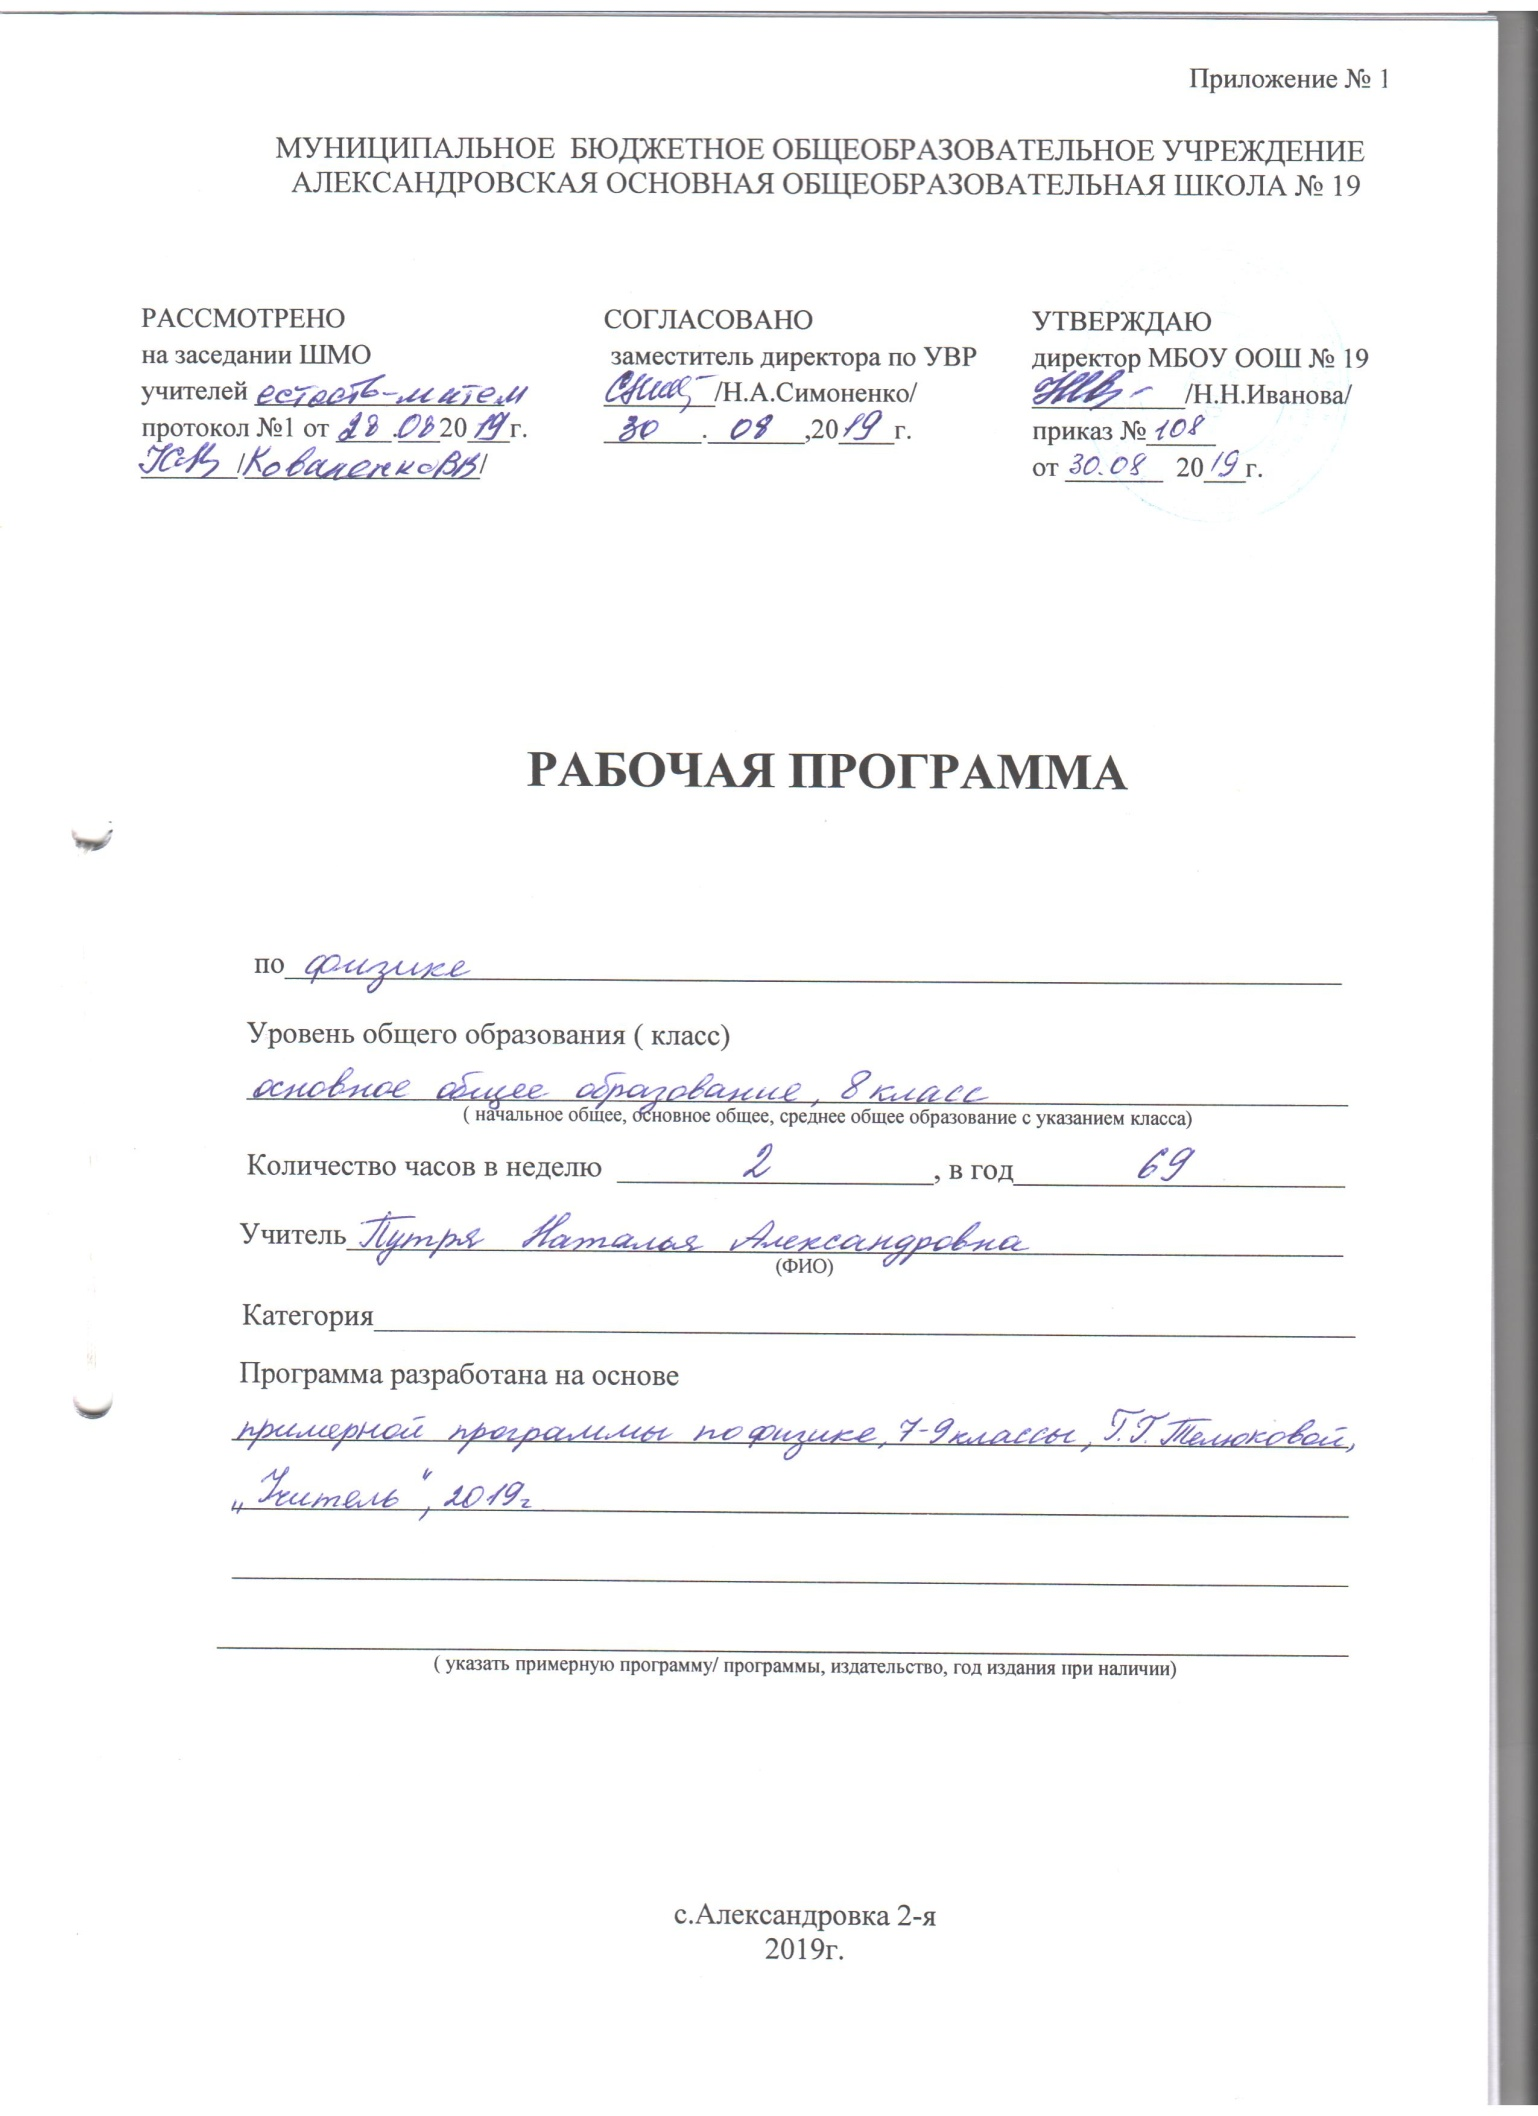 Приложение № 1
МУНИЦИПАЛЬНОЕ БЮДЖЕТНОЕ ОБЩЕОБРАЗОВАТЕЛЬНОЕ УЧРЕЖДЕНИЕ
АЛЕКСАНДРОВСКАЯ ОСНОВНАЯ ОБЩЕОБРАЗОВАТЕЛЬНАЯ ШКОЛА № 19
РАССМОТРЕНО
на заседании ШМО
учителей естеств-матем
протокол №1 от 28.08 2019 г.
/Коваленко ВВ/
СОГЛАСОВАНО
заместитель директора по УВР
/Н.А.Симоненко/
30.08,2019 г.
УТВЕРЖДАЮ
директор МБОУ ООШ № 19
/Н.Н.Иванова/
приказ № 108
от 30.08 2019 г.
РАБОЧАЯ ПРОГРАММА
по физике
Уровень общего образования ( класс)
основное общее образование, 8 класс
( начальное общее, основное общее, среднее общее образование с указанием класса)
Количество часов в неделю 2, в год 69
Учитель Путря Наталья Александровна
(ФИО)
Категория
Программа разработана на основе
примерной программы по физике, 7-9 классы, Г.Г. Телюковой,
„Учитель", 2019г
( указать примерную программу/ программы, издательство, год издания при наличии)
с.Александровка 2-я
2019г.